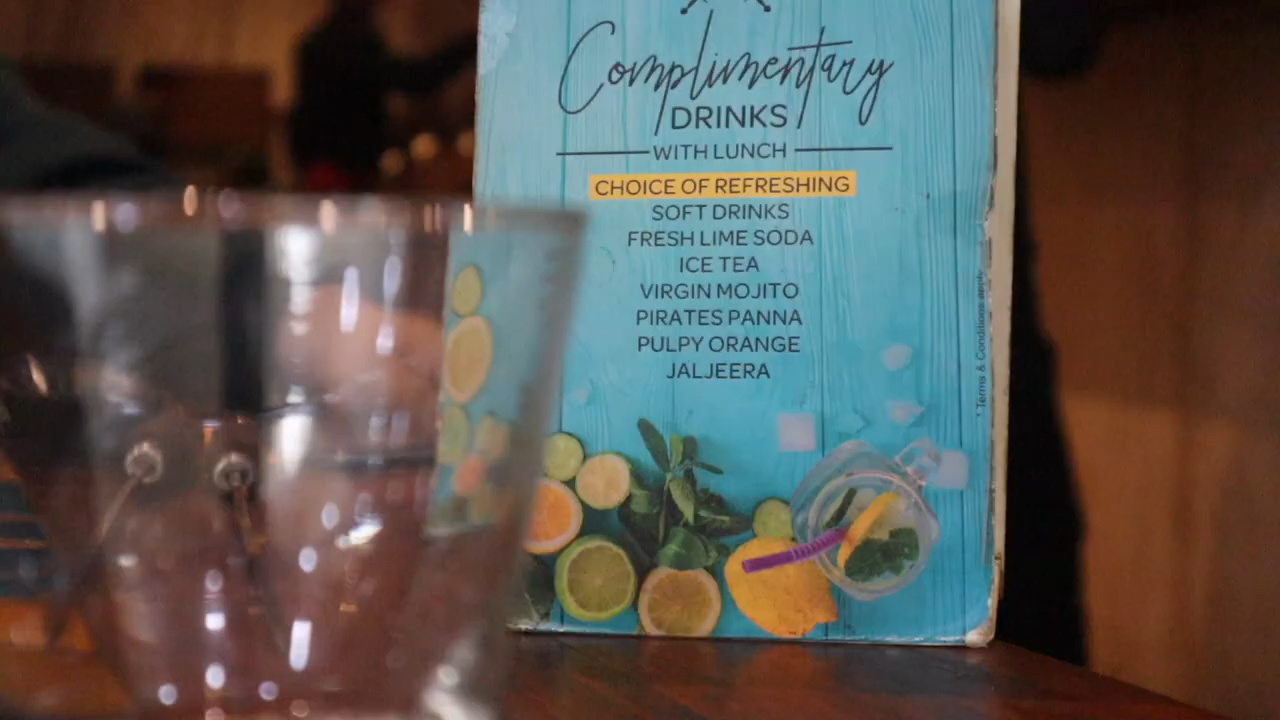 Complimentary
DRINKS
WITH LUNCH
CHOICE OF REFRESHING
SOFT DRINKS
FRESH LIME SODA
ICE TEA
VIRGIN MOJITO
PIRATES PANNA
PULPY ORANGE
JALJEERA
* Terms & Conditions apply